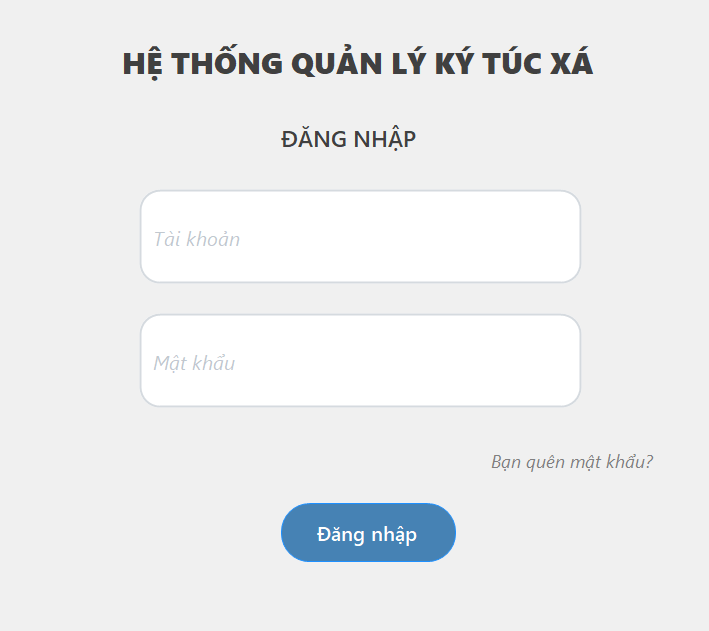 HỆ THỐNG QUẢN LÝ KÝ TÚC XÁ
ĐĂNG NHẬP
Tài khoản
Mật khẩu
Bạn quên mật khẩu?
Đăng nhập